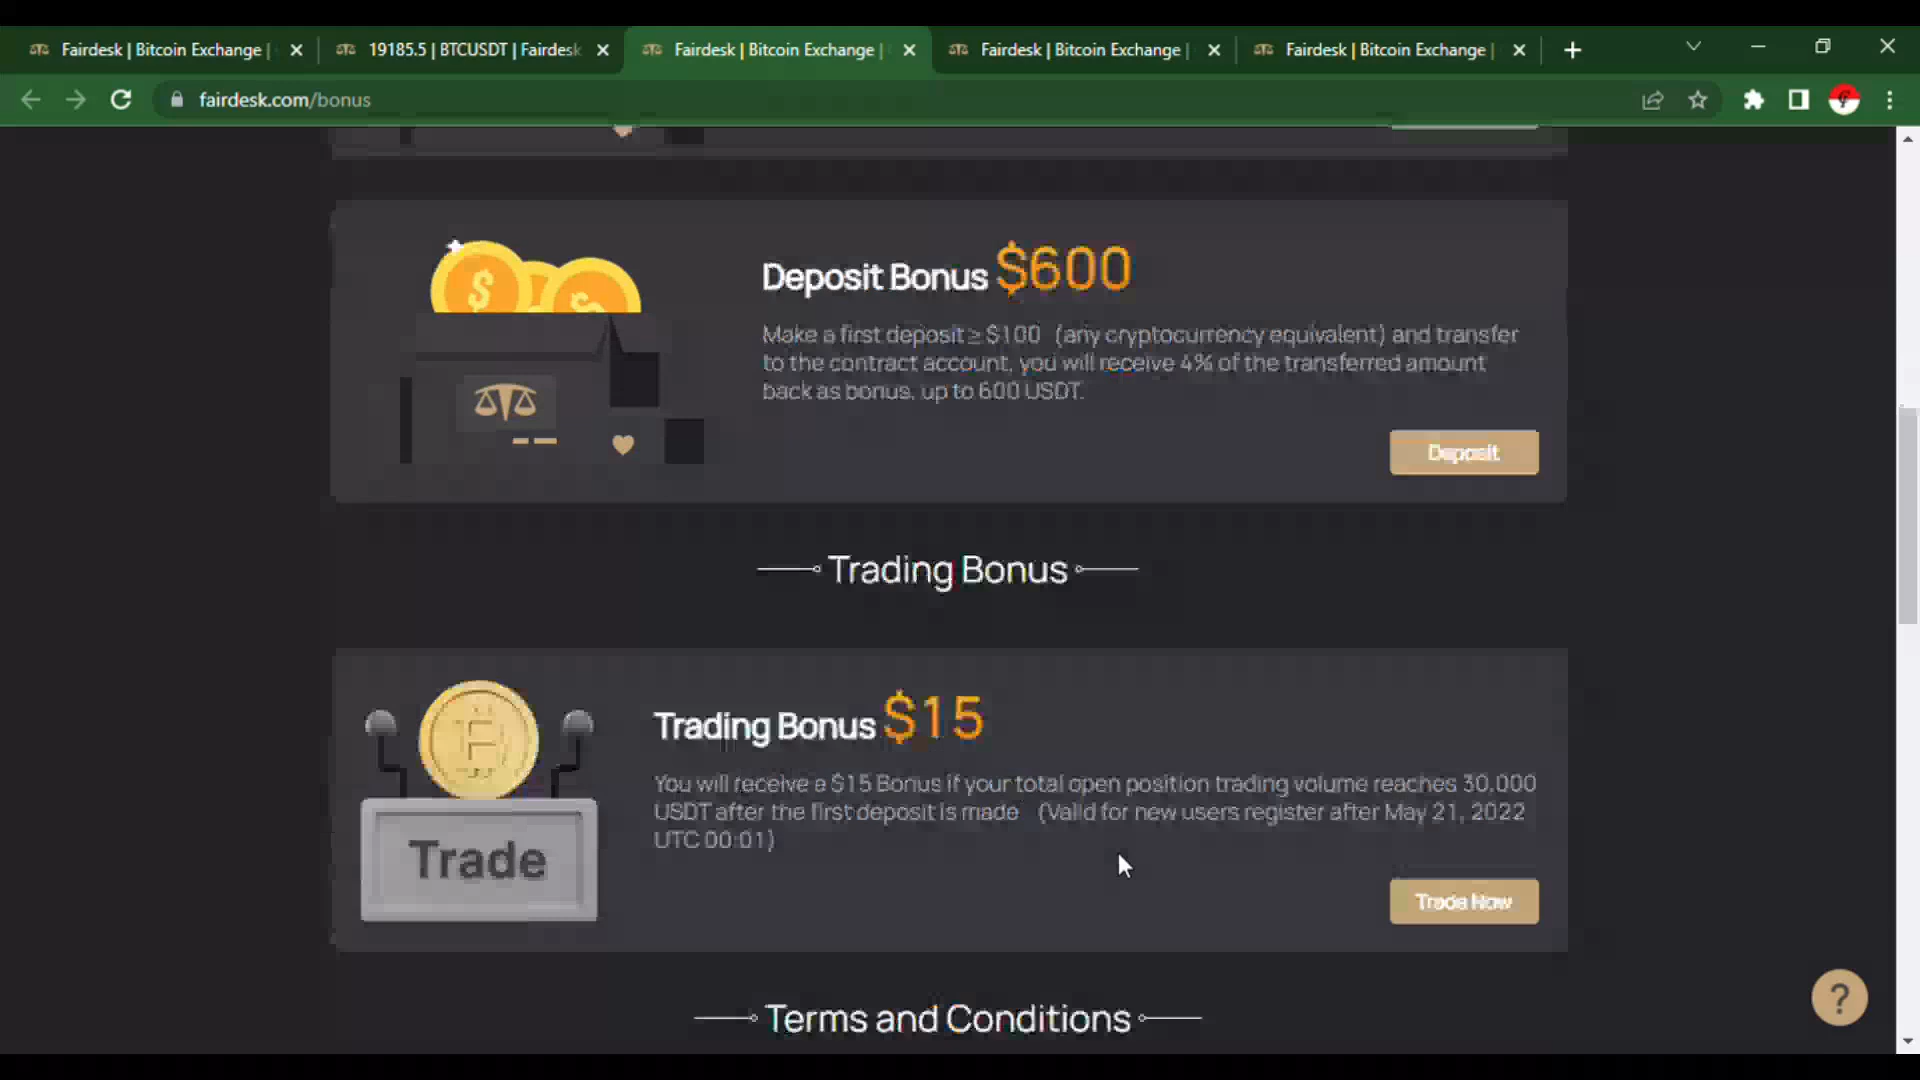 Fairdesk | Bitcoin Exchange |
19185.5 | BTCUSDT | Fairdesk
Fairdesk | Bitcoin Exchange |
Fairdesk | Bitcoin Exchange |
Fairdesk | Bitcoin Exchange |
fairdesk.com/bonus
Deposit Bonus $600
Make a first deposit ≥ $100 (any cryptocurrency equivalent) and transfer
to the contract account, you will receive 4% of the transferred amount
back as bonus, up to 600 USDT.
Deposit
Trading Bonus
Trading Bonus $15
You will receive a $15 Bonus if your total open position trading volume reaches 30,000
USDT after the first deposit is made (Valid for new users register after May 21, 2022
UTC 00:01)
Trade
Trade Now
Terms and Conditions
?